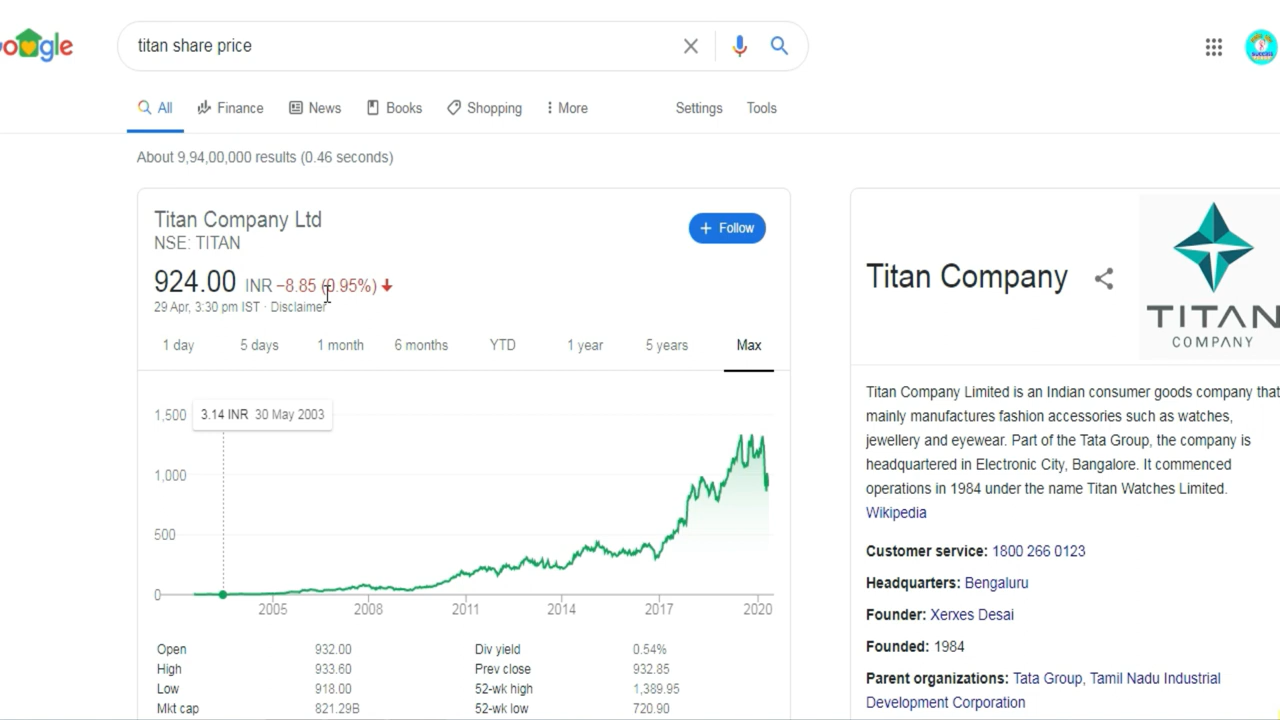 oogle
titan share price
All Finance News Books Shopping More Settings Tools
About 9,94,00,000 results (0.46 seconds)
Titan Company Ltd
NSE: TITAN
+ Follow
924.00 INR −8.85 (0.95%)
29 Apr, 3:30 pm IST · Disclaimer
1 day 5 days 1 month 6 months YTD 1 year 5 years Max
3.14 INR 30 May 2003
1,500
1,000
500
0
2005 2008 2011 2014 2017 2020
Open 932.00 Div yield 0.54%
High 933.60 Prev close 932.85
Low 918.00 52-wk high 1,389.95
Mkt cap 821.29B 52-wk low 720.90
Titan Company
TITAN
COMPANY
Titan Company Limited is an Indian consumer goods company that
mainly manufactures fashion accessories such as watches,
jewellery and eyewear. Part of the Tata Group, the company is
headquartered in Electronic City, Bangalore. It commenced
operations in 1984 under the name Titan Watches Limited.
Wikipedia
Customer service: 1800 266 0123
Headquarters: Bengaluru
Founder: Xerxes Desai
Founded: 1984
Parent organizations: Tata Group, Tamil Nadu Industrial
Development Corporation